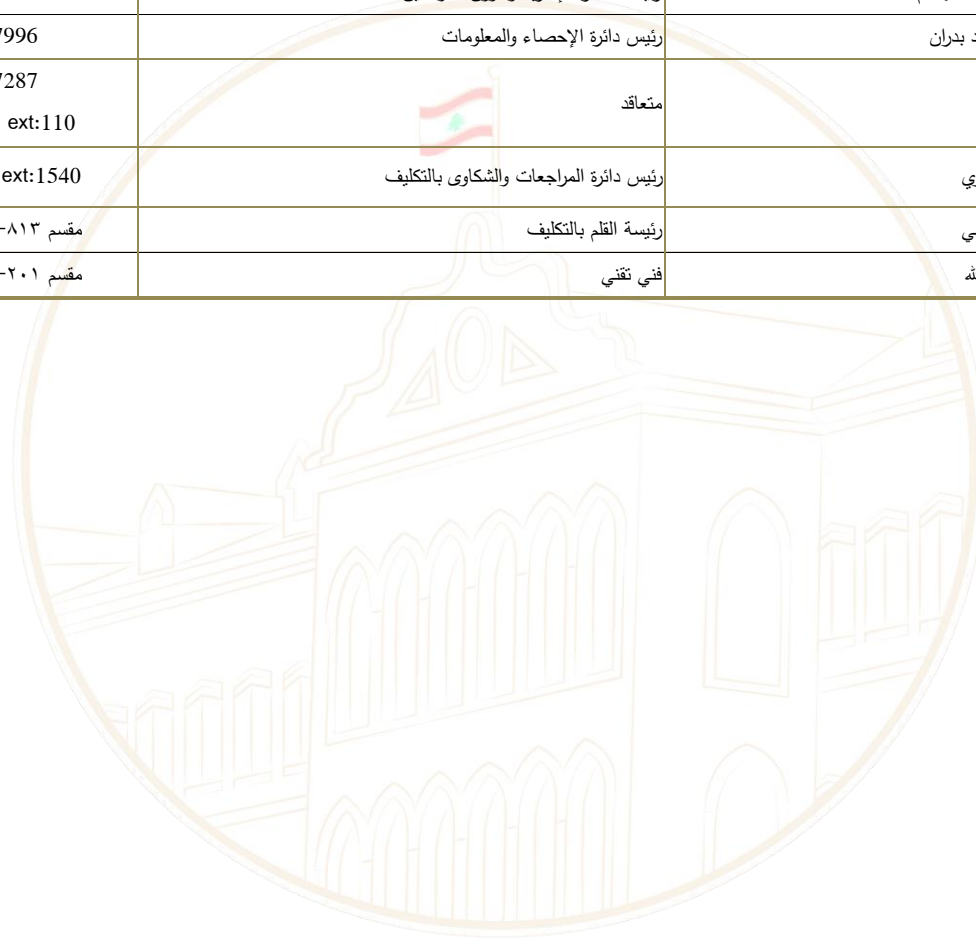 بدران رئيس دائرة الإحصاء والمعلومات 7996
متعاقد 7287
ext:110
رئيس دائرة المراجعات والشكاوى بالتكليف ext:1540
رئيسة القلم بالتكليف مقسم ٨١٣-
فني تقني مقسم ٢٠١-